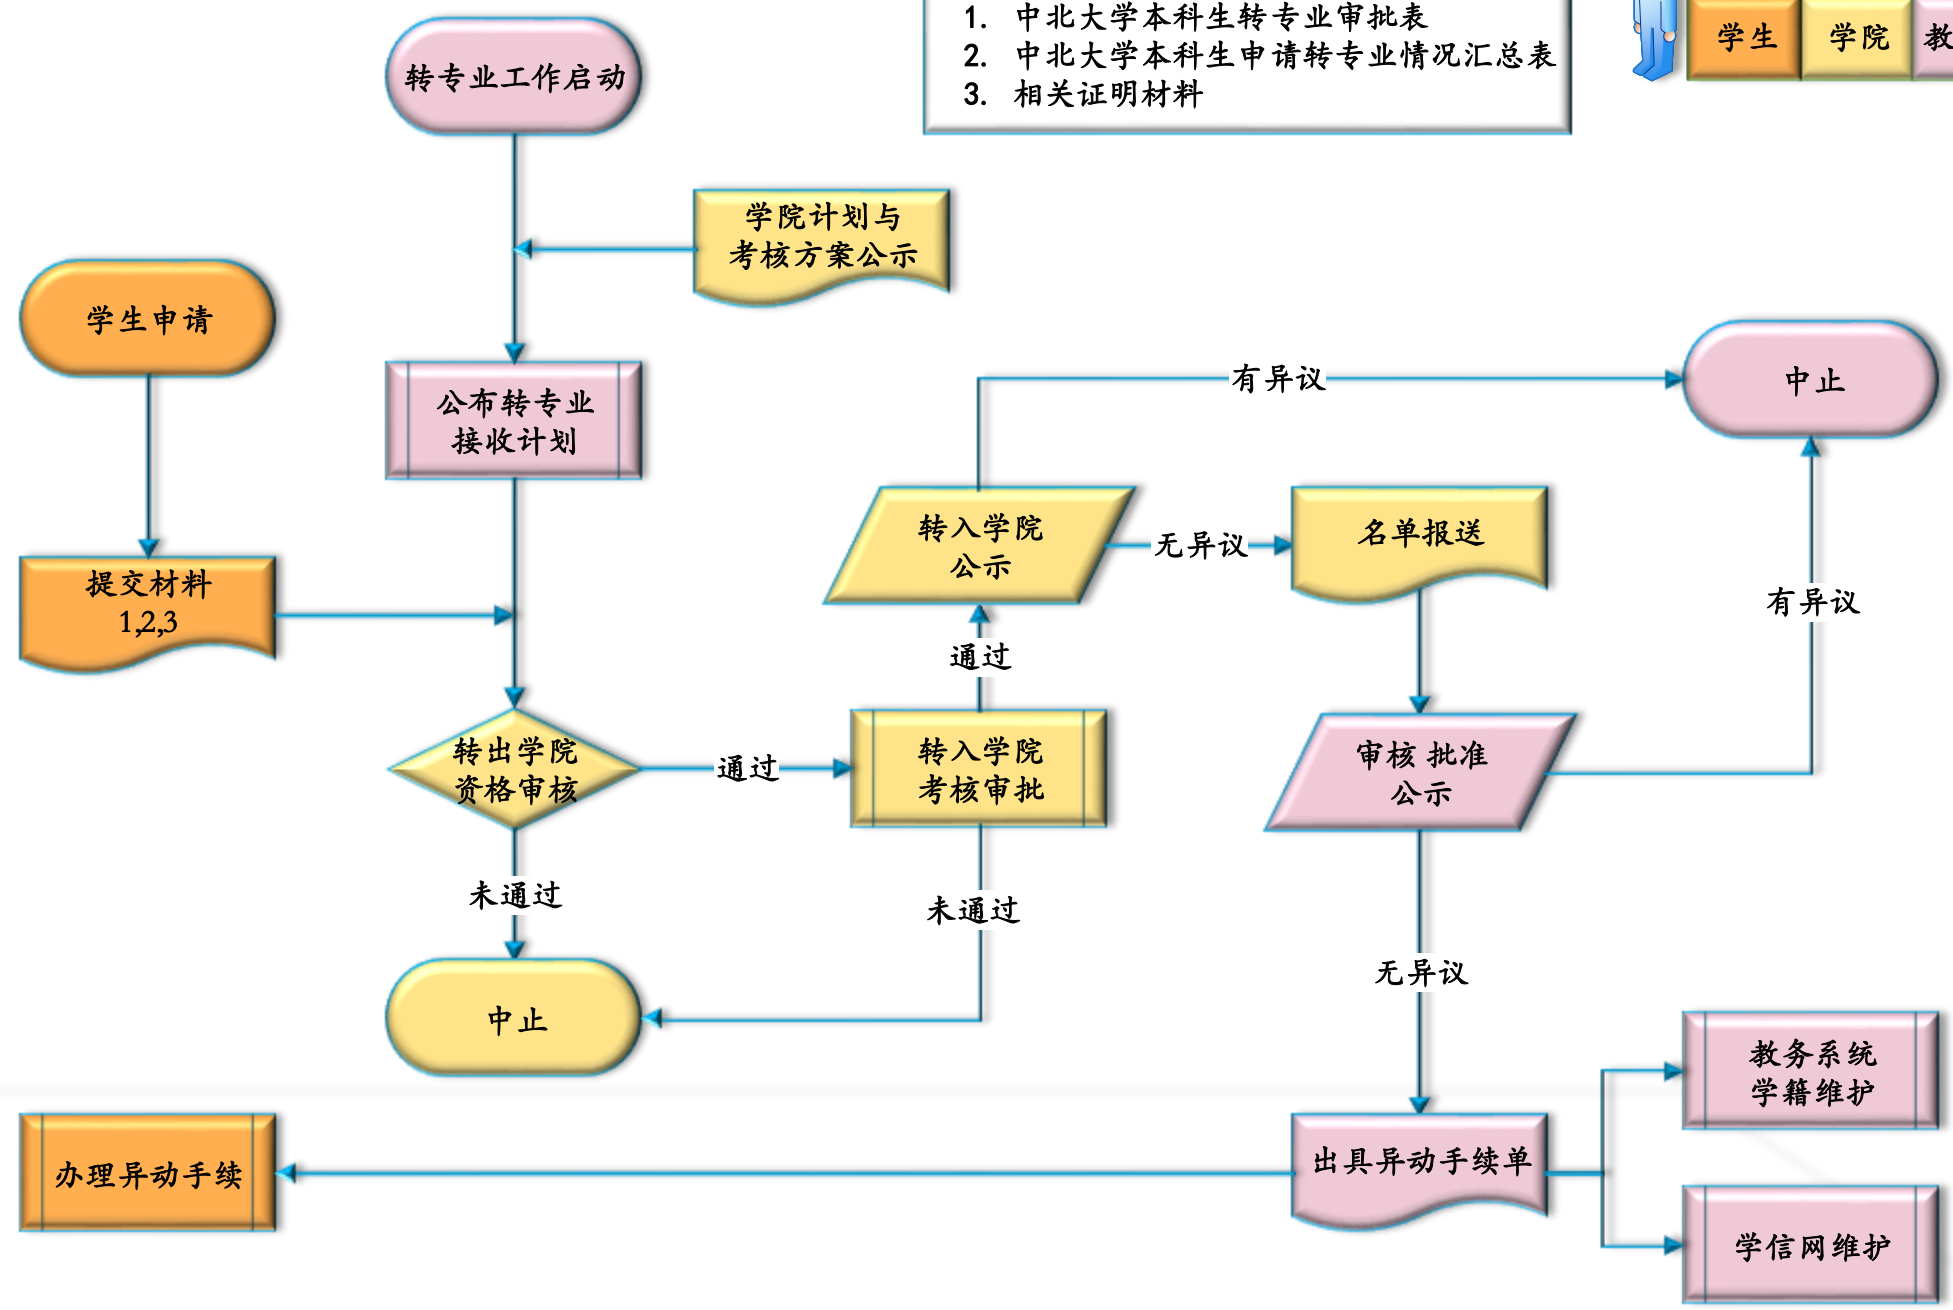 1. 中北大学本科生转专业审批表
2. 中北大学本科生申请转专业情况汇总表
3. 相关证明材料
学生
学院
教
转专业工作启动
学院计划与
考核方案公示
学生申请
公布转专业
接收计划
有异议
中止
转入学院
公示
无异议
名单报送
提交材料
1,2,3
有异议
通过
转出学院
资格审核
通过
转入学院
考核审批
审核 批准
公示
未通过
未通过
无异议
中止
教务系统
学籍维护
办理异动手续
出具异动手续单
学信网维护